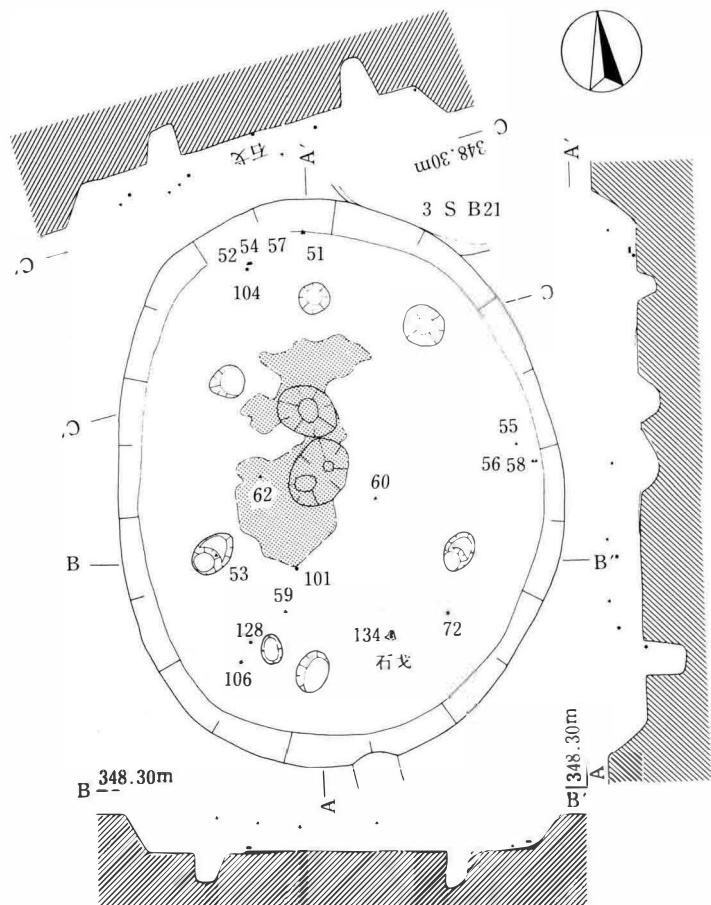 石戈
A′
C
348.30m
A′
3 S B21
52 54 57 51
104
C′
C
C′
55
56 58
62
60
B
B′
53
101
59
128
134
72
106
石戈
B 348.30m
A
348.30m
B′
A